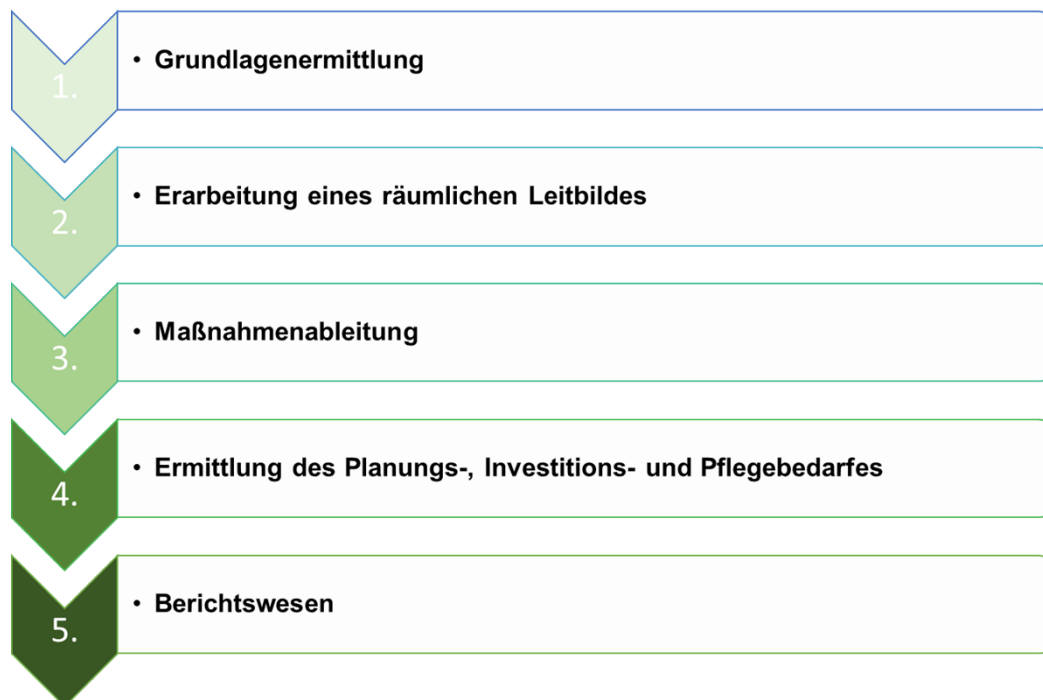 1.
• Grundlagenermittlung
2.
• Erarbeitung eines räumlichen Leitbildes
3.
• Maßnahmenableitung
4.
• Ermittlung des Planungs-, Investitions- und Pflegebedarfes
5.
• Berichtswesen